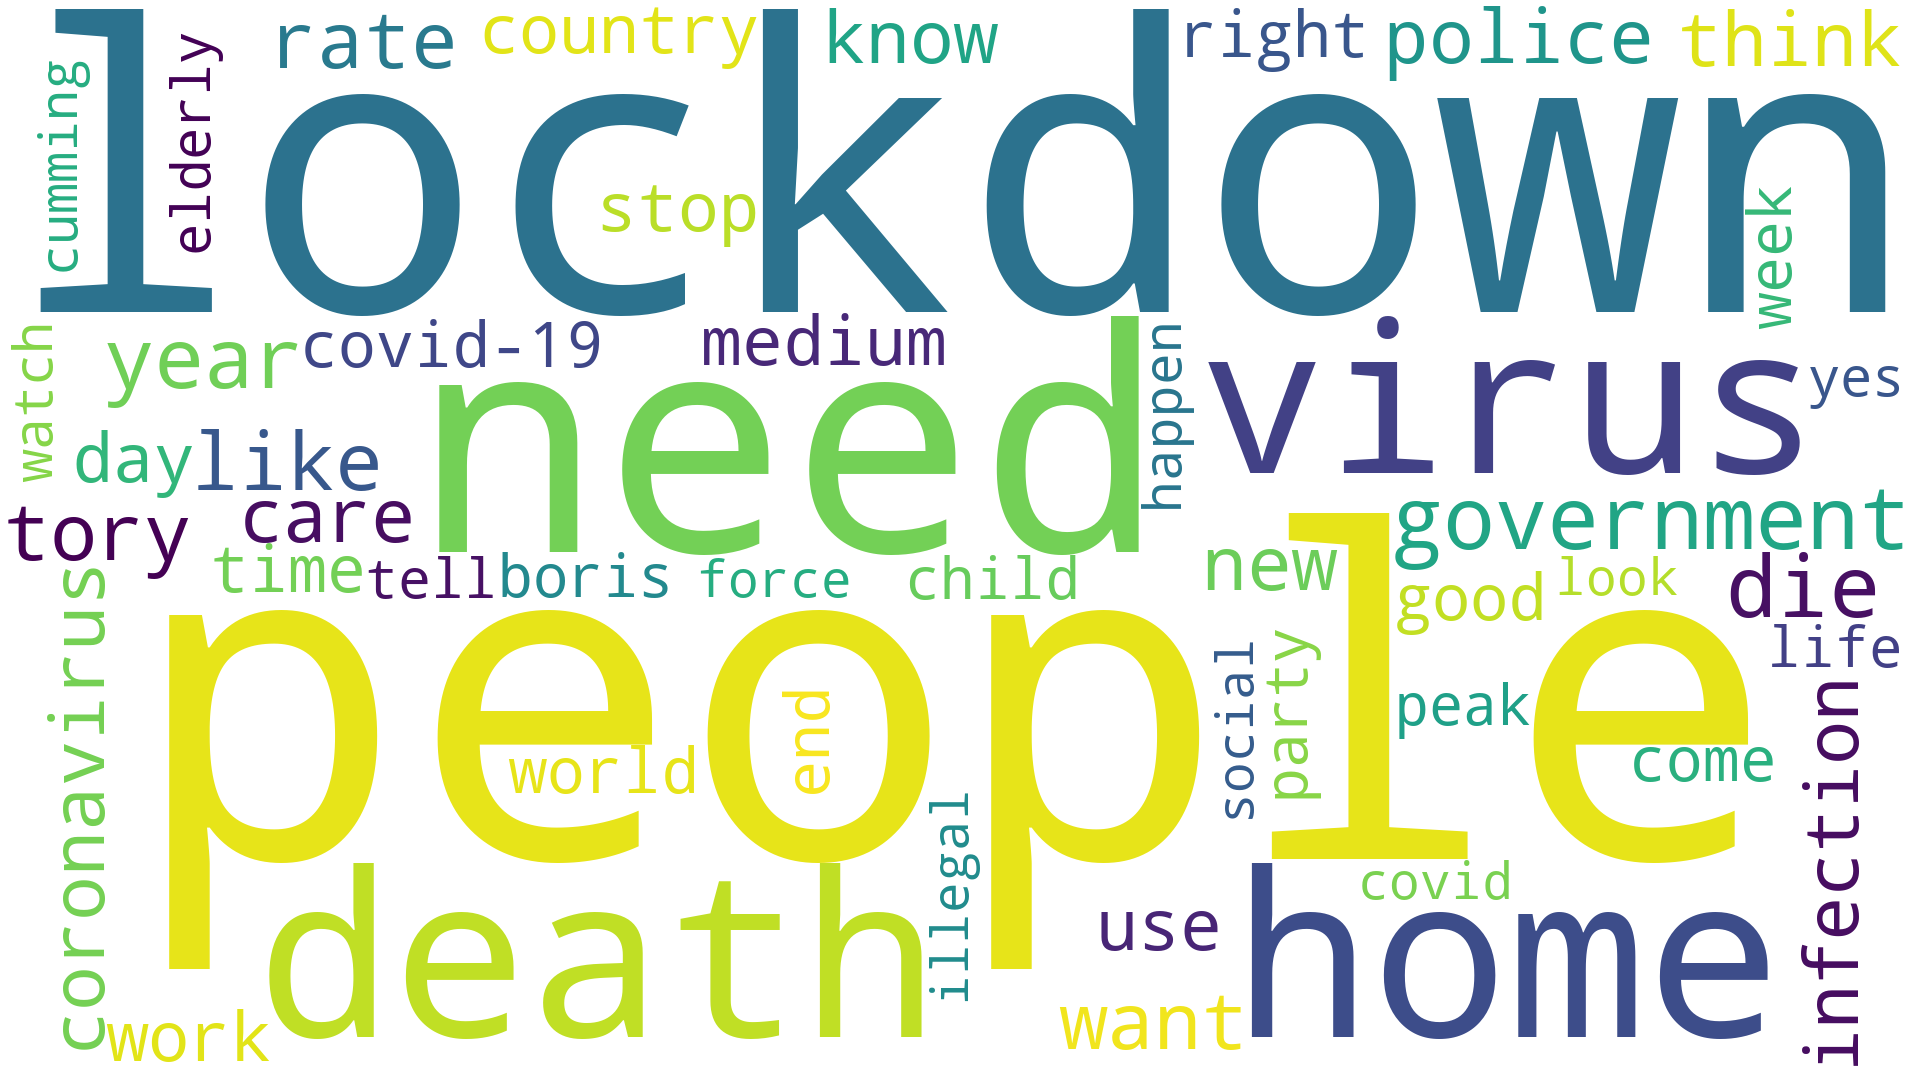 lockdown
rate
country
know
right
police
think
cumming
elderly
stop
week
year
covid-19
medium
need
happen
virus
yes
watch
day
like
tory
care
government
time
tell
boris
force
child
new
good
look
die
life
people
coronavirus
world
end
social
party
peak
come
infection
death
illegal
use
covid
home
work
want